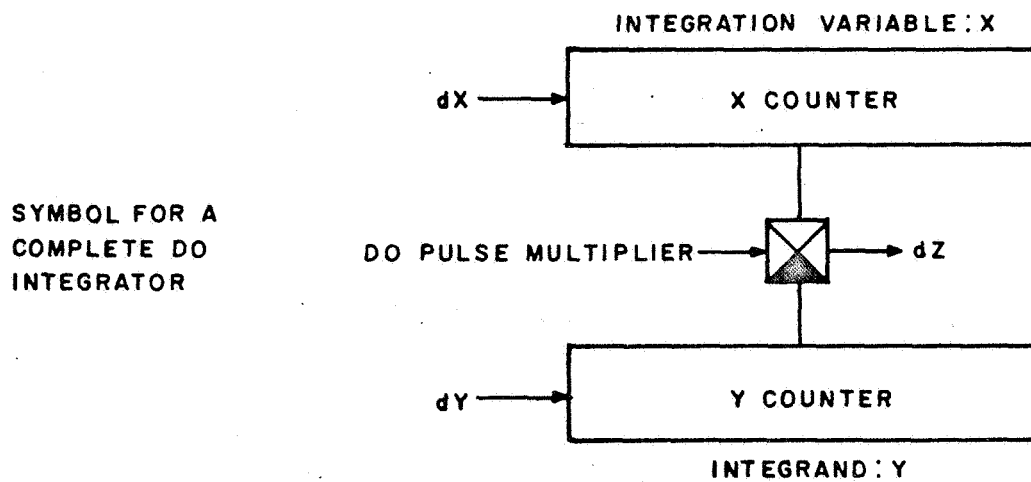 INTEGRATION VARIABLE: X
dX
X COUNTER
SYMBOL FOR A
COMPLETE DO
INTEGRATOR
DO PULSE MULTIPLIER
dZ
dY
Y COUNTER
INTEGRAND: Y